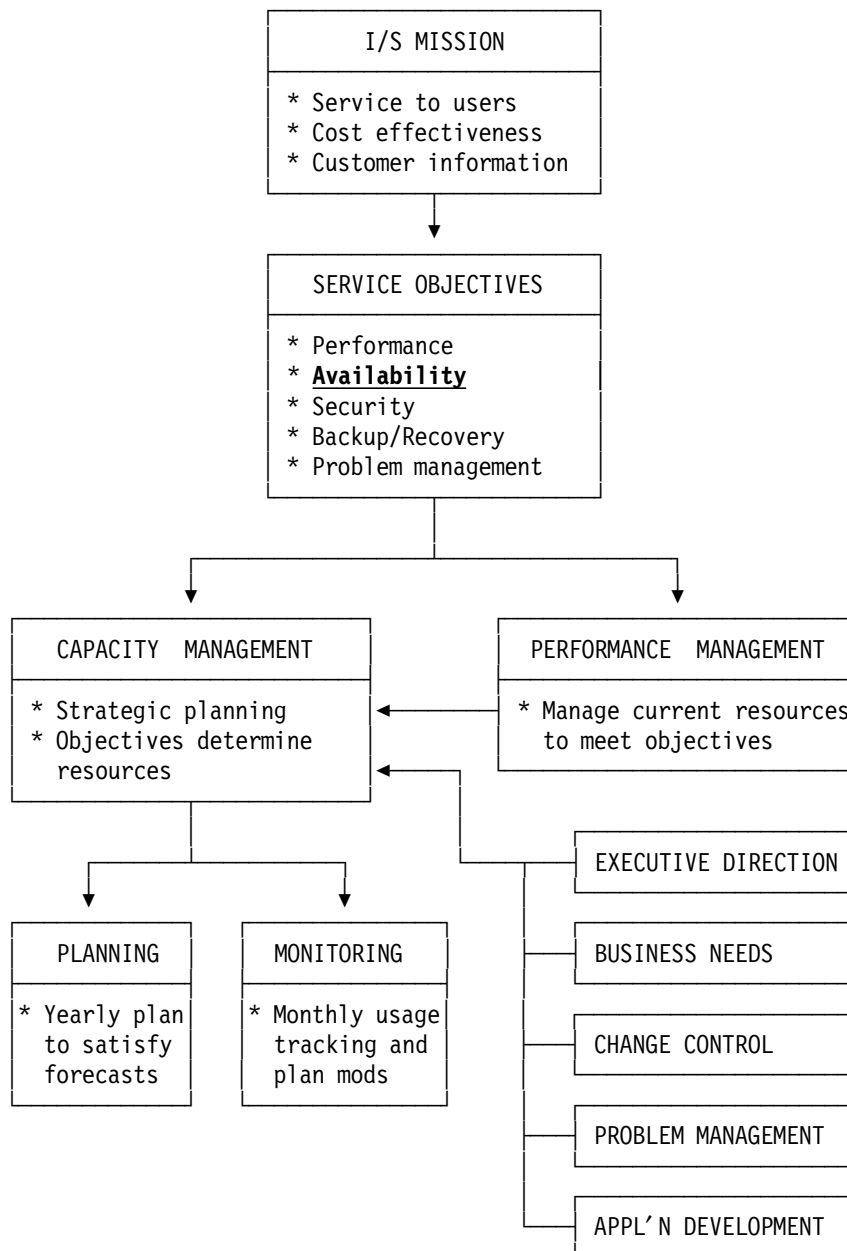 I/S MISSION
* Service to users
* Cost effectiveness
* Customer information
SERVICE OBJECTIVES
* Performance
* Availability
* Security
* Backup/Recovery
* Problem management
CAPACITY MANAGEMENT
* Strategic planning
* Objectives determine
resources
PERFORMANCE MANAGEMENT
* Manage current resources
to meet objectives
PLANNING
* Yearly plan
to satisfy
forecasts
MONITORING
* Monthly usage
tracking and
plan mods
EXECUTIVE DIRECTION
BUSINESS NEEDS
CHANGE CONTROL
PROBLEM MANAGEMENT
APPL'N DEVELOPMENT